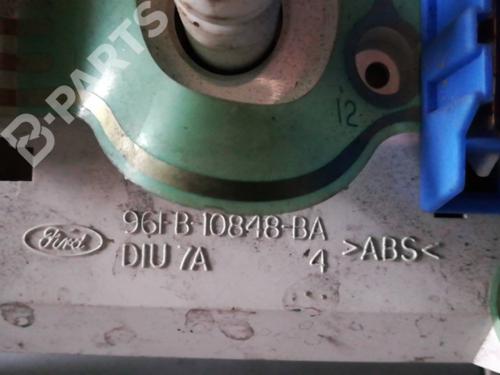 B-PARTS
12
Ford 96FB-10848-BA
DIU 7A 4 >ABS<